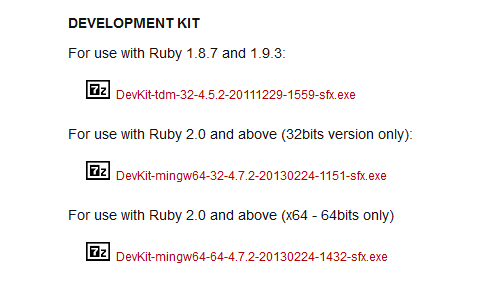 DEVELOPMENT KIT
For use with Ruby 1.8.7 and 1.9.3:
7z DevKit-tdm-32-4.5.2-20111229-1559-sfx.exe
For use with Ruby 2.0 and above (32bits version only):
7z DevKit-mingw64-32-4.7.2-20130224-1151-sfx.exe
For use with Ruby 2.0 and above (x64 - 64bits only)
7z DevKit-mingw64-64-4.7.2-20130224-1432-sfx.exe